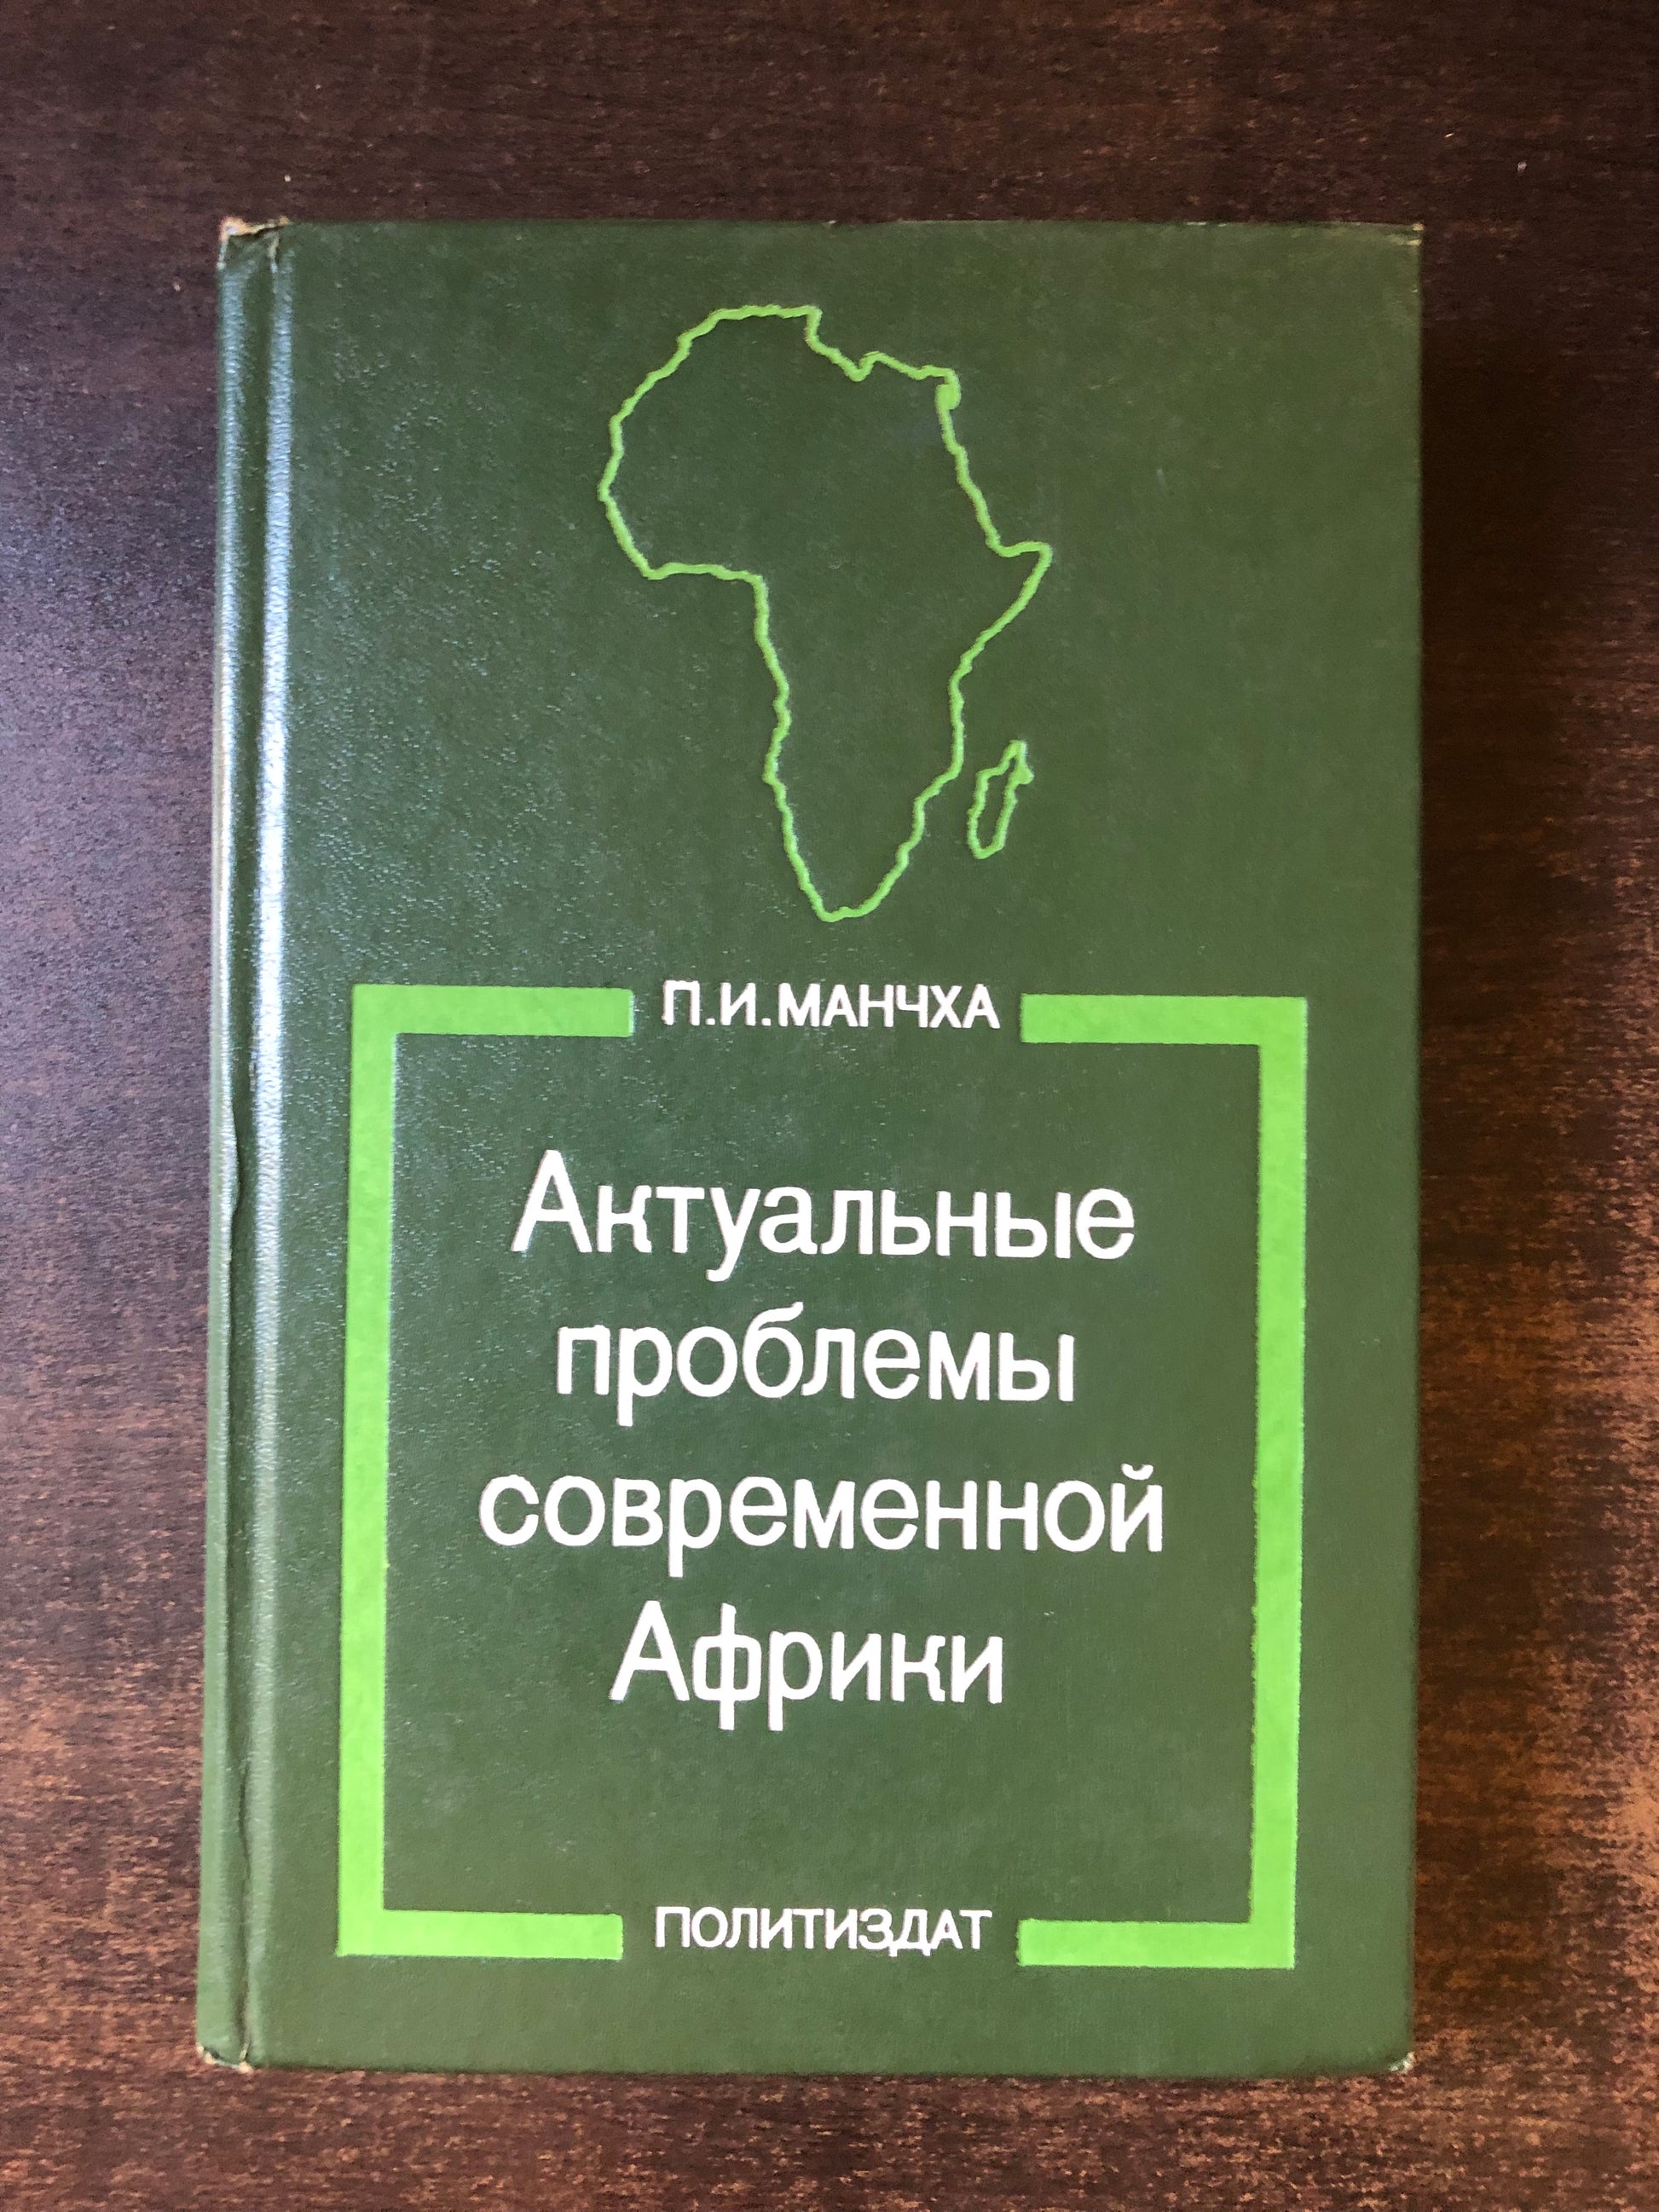 П.И.МАНЧХА
Актуальные
проблемы
современной
Африки
ПОЛИТИЗДАТ